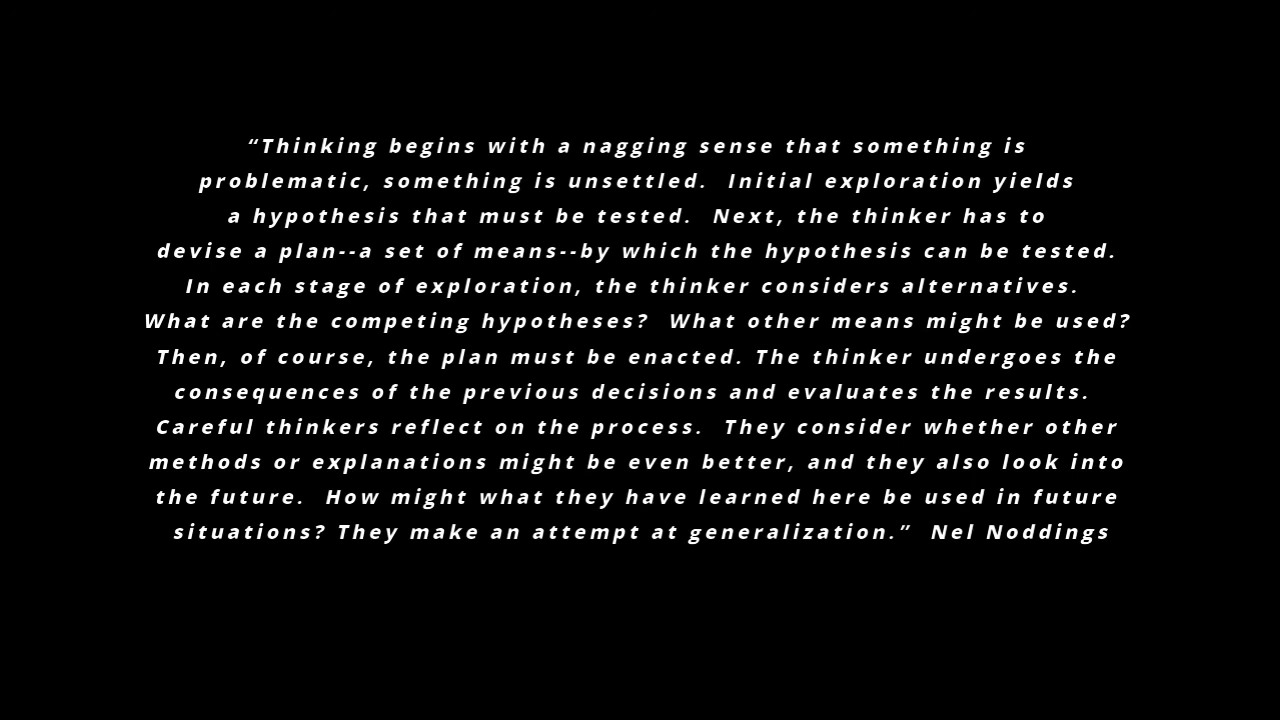 “Thinking begins with a nagging sense that something is
problematic, something is unsettled.  Initial exploration yields
a hypothesis that must be tested.  Next, the thinker has to
devise a plan--a set of means--by which the hypothesis can be tested.
In each stage of exploration, the thinker considers alternatives.
What are the competing hypotheses?  What other means might be used?
Then, of course, the plan must be enacted. The thinker undergoes the
consequences of the previous decisions and evaluates the results.
Careful thinkers reflect on the process.  They consider whether other
methods or explanations might be even better, and they also look into
the future.  How might what they have learned here be used in future
situations? They make an attempt at generalization.”  Nel Noddings